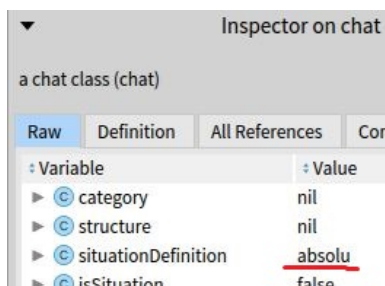 Inspector on chat
a chat class (chat)
Raw Definition All References
Variable Value
category nil
structure nil
situationDefinition absolu
isSituation false